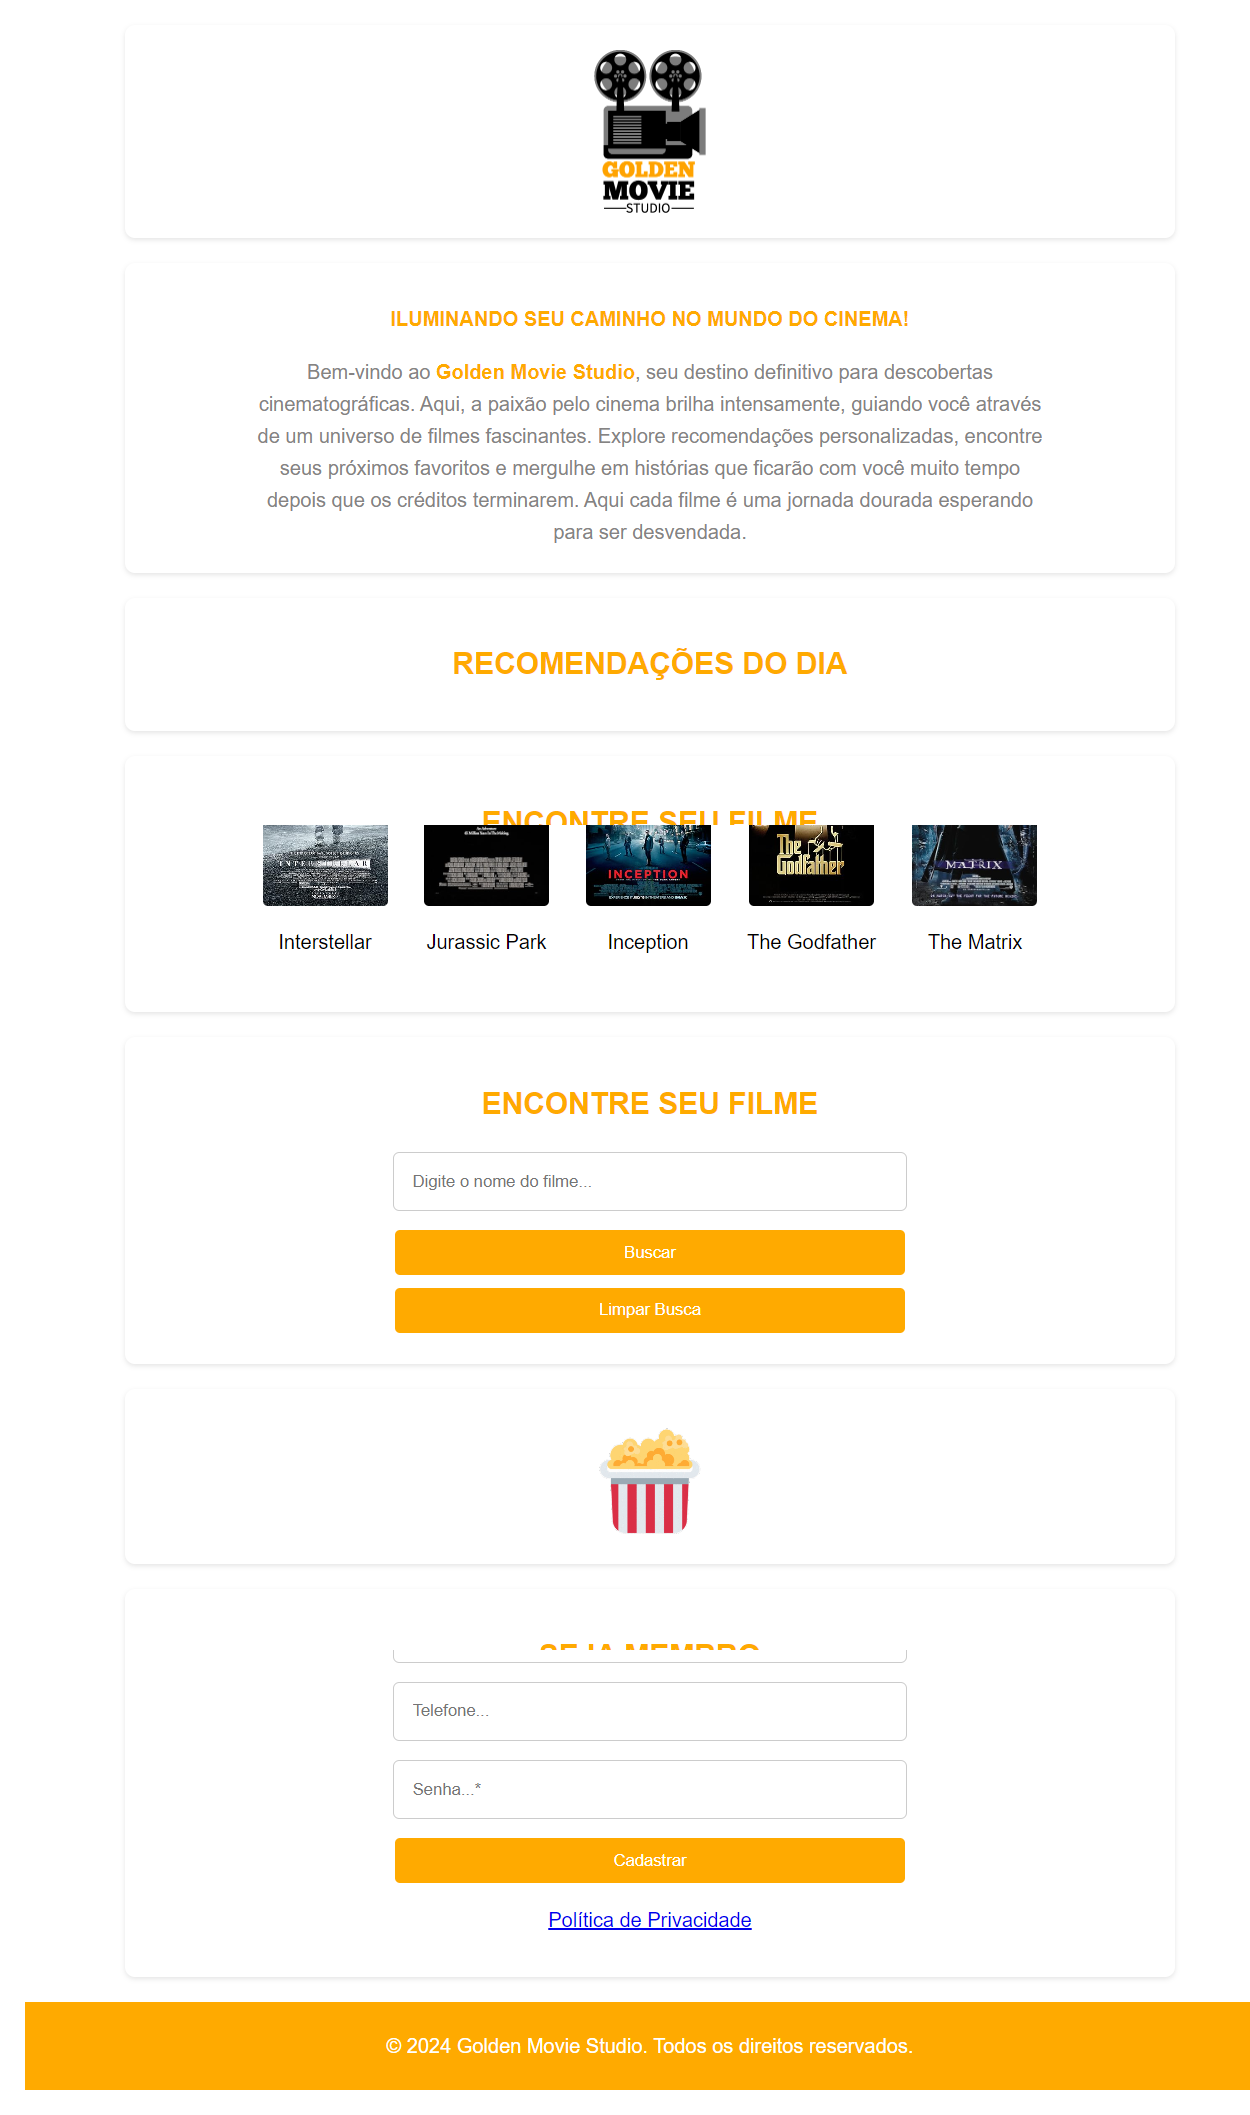 GOLDEN
MOVIE
STUDIO
ILUMINANDO SEU CAMINHO NO MUNDO DO CINEMA!
Bem-vindo ao Golden Movie Studio, seu destino definitivo para descobertas
cinematográficas. Aqui, a paixão pelo cinema brilha intensamente, guiando você através
de um universo de filmes fascinantes. Explore recomendações personalizadas, encontre
seus próximos favoritos e mergulhe em histórias que ficarão com você muito tempo
depois que os créditos terminarem. Aqui cada filme é uma jornada dourada esperando
para ser desvendada.
RECOMENDAÇÕES DO DIA
ENCONTRE SEU FILME
INTERSTELLAR
INCEPTION
The Godfather
MATRIX
Interstellar
Jurassic Park
Inception
The Godfather
The Matrix
ENCONTRE SEU FILME
Digite o nome do filme...
Buscar
Limpar Busca
SEJA MEMBRO
Telefone...
Senha...*
Cadastrar
Política de Privacidade
© 2024 Golden Movie Studio. Todos os direitos reservados.